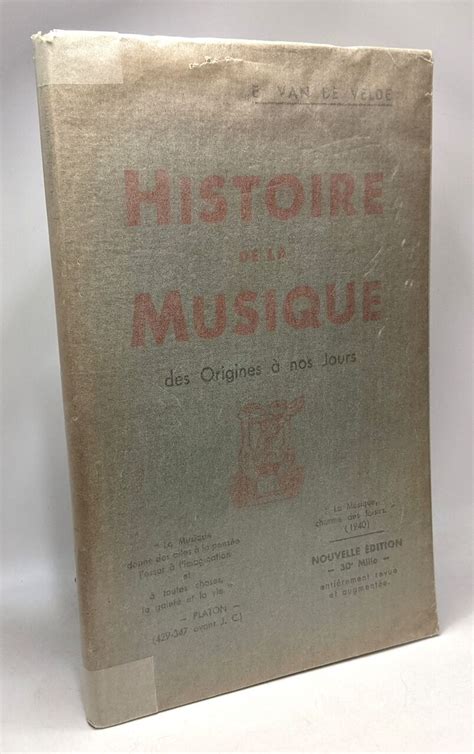 E. VAN DE VELDE
HISTOIRE
DE LA
MUSIQUE
des Origines à nos Jours
" La Musique
donne des ailes à la pensée
l'essor à l'imagination
et
à toutes choses,
la gaieté et la vie. "
– PLATON –
(429-347 avant J. C)
" La Musique,
charme des foules. "
(1940)
NOUVELLE ÉDITION
– 30e Mille –
entièrement revue
et augmentée.